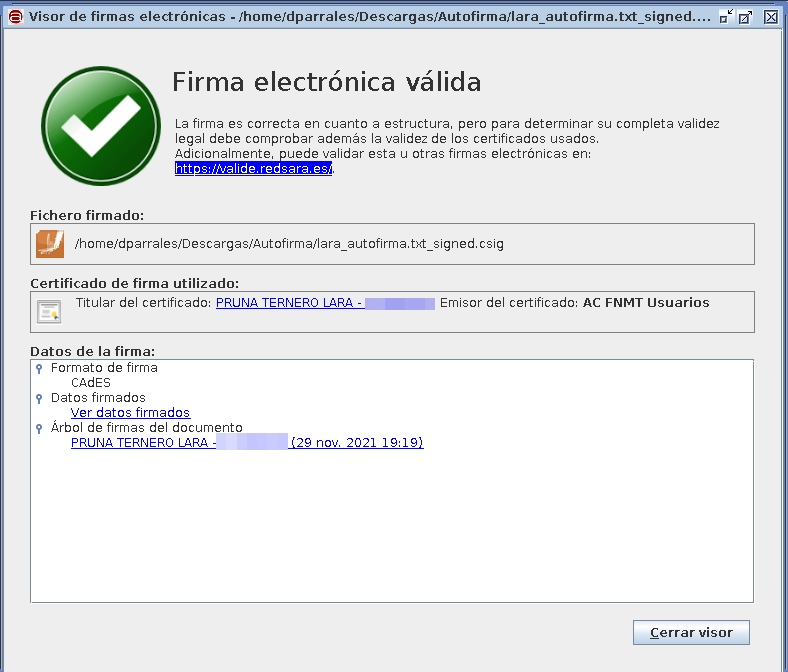 Visor de firmas electrónicas - /home/dparrales/Descargas/Autofirma/lara_autofirma.txt_signed....
Firma electrónica válida
La firma es correcta en cuanto a estructura, pero para determinar su completa validez
legal debe comprobar además la validez de los certificados usados.
Adicionalmente, puede validar esta u otras firmas electrónicas en:
https://valide.redsara.es/.
Fichero firmado:
/home/dparrales/Descargas/Autofirma/lara_autofirma.txt_signed.csig
Certificado de firma utilizado:
Titular del certificado: PRUNA TERNERO LARA - Emisor del certificado: AC FNMT Usuarios
Datos de la firma:
Formato de firma
CAdES
Datos firmados
Ver datos firmados
Árbol de firmas del documento
PRUNA TERNERO LARA - (29 nov. 2021 19:19)
Cerrar visor